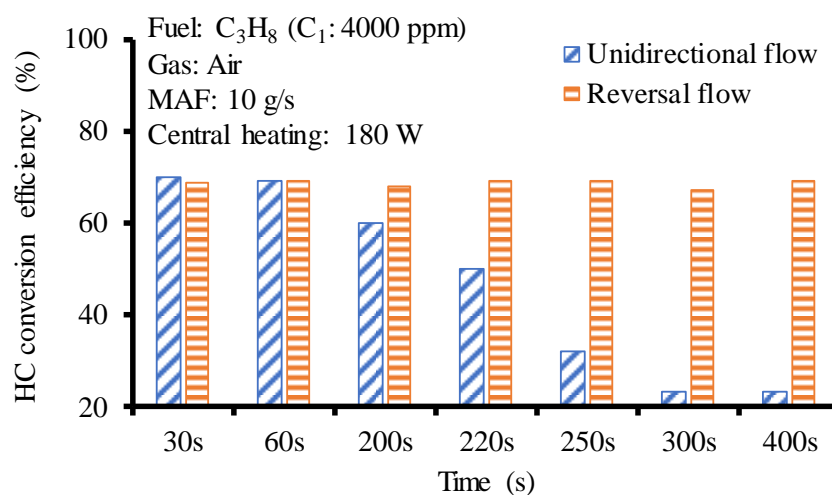 Fuel: C₃H₈ (C₁: 4000 ppm)
Gas: Air
MAF: 10 g/s
Central heating: 180 W
Unidirectional flow
Reversal flow
HC conversion efficiency (%)
100
80
60
40
20
30s 60s 200s 220s 250s 300s 400s
Time (s)